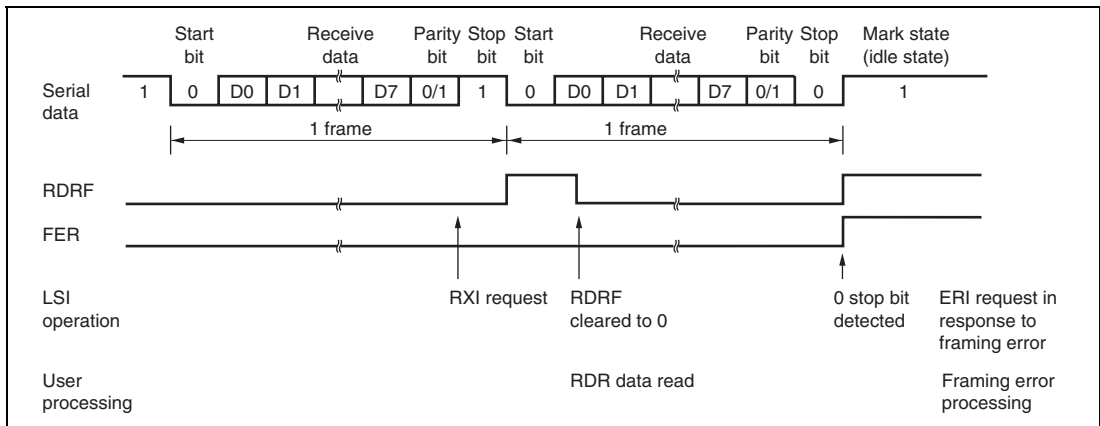 Start bit Receive data Parity bit Stop bit Start bit Receive data Parity bit Stop bit Mark state (idle state)
Serial data 1 0 D0 D1 D7 0/1 1 0 D0 D1 D7 0/1 0 1
1 frame 1 frame
RDRF
FER
LSI operation RXI request RDRF cleared to 0 0 stop bit detected ERI request in response to framing error
User processing RDR data read Framing error processing